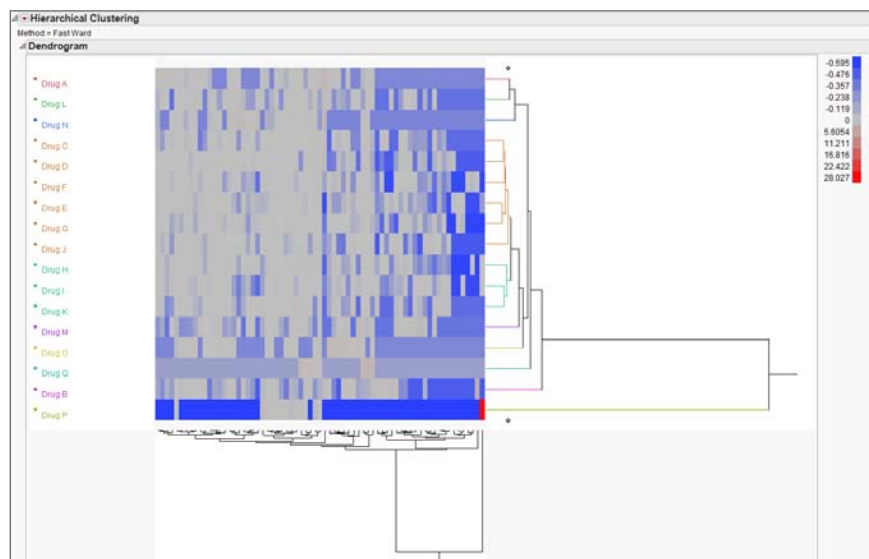 Hierarchical Clustering
Method = Fast Ward
Dendrogram
Drug A
Drug L
Drug N
Drug C
Drug D
Drug F
Drug E
Drug G
Drug J
Drug H
Drug I
Drug K
Drug M
Drug O
Drug Q
Drug B
Drug P
-0.595
-0.476
-0.357
-0.238
-0.119
0
5.6054
11.211
16.816
22.422
28.027